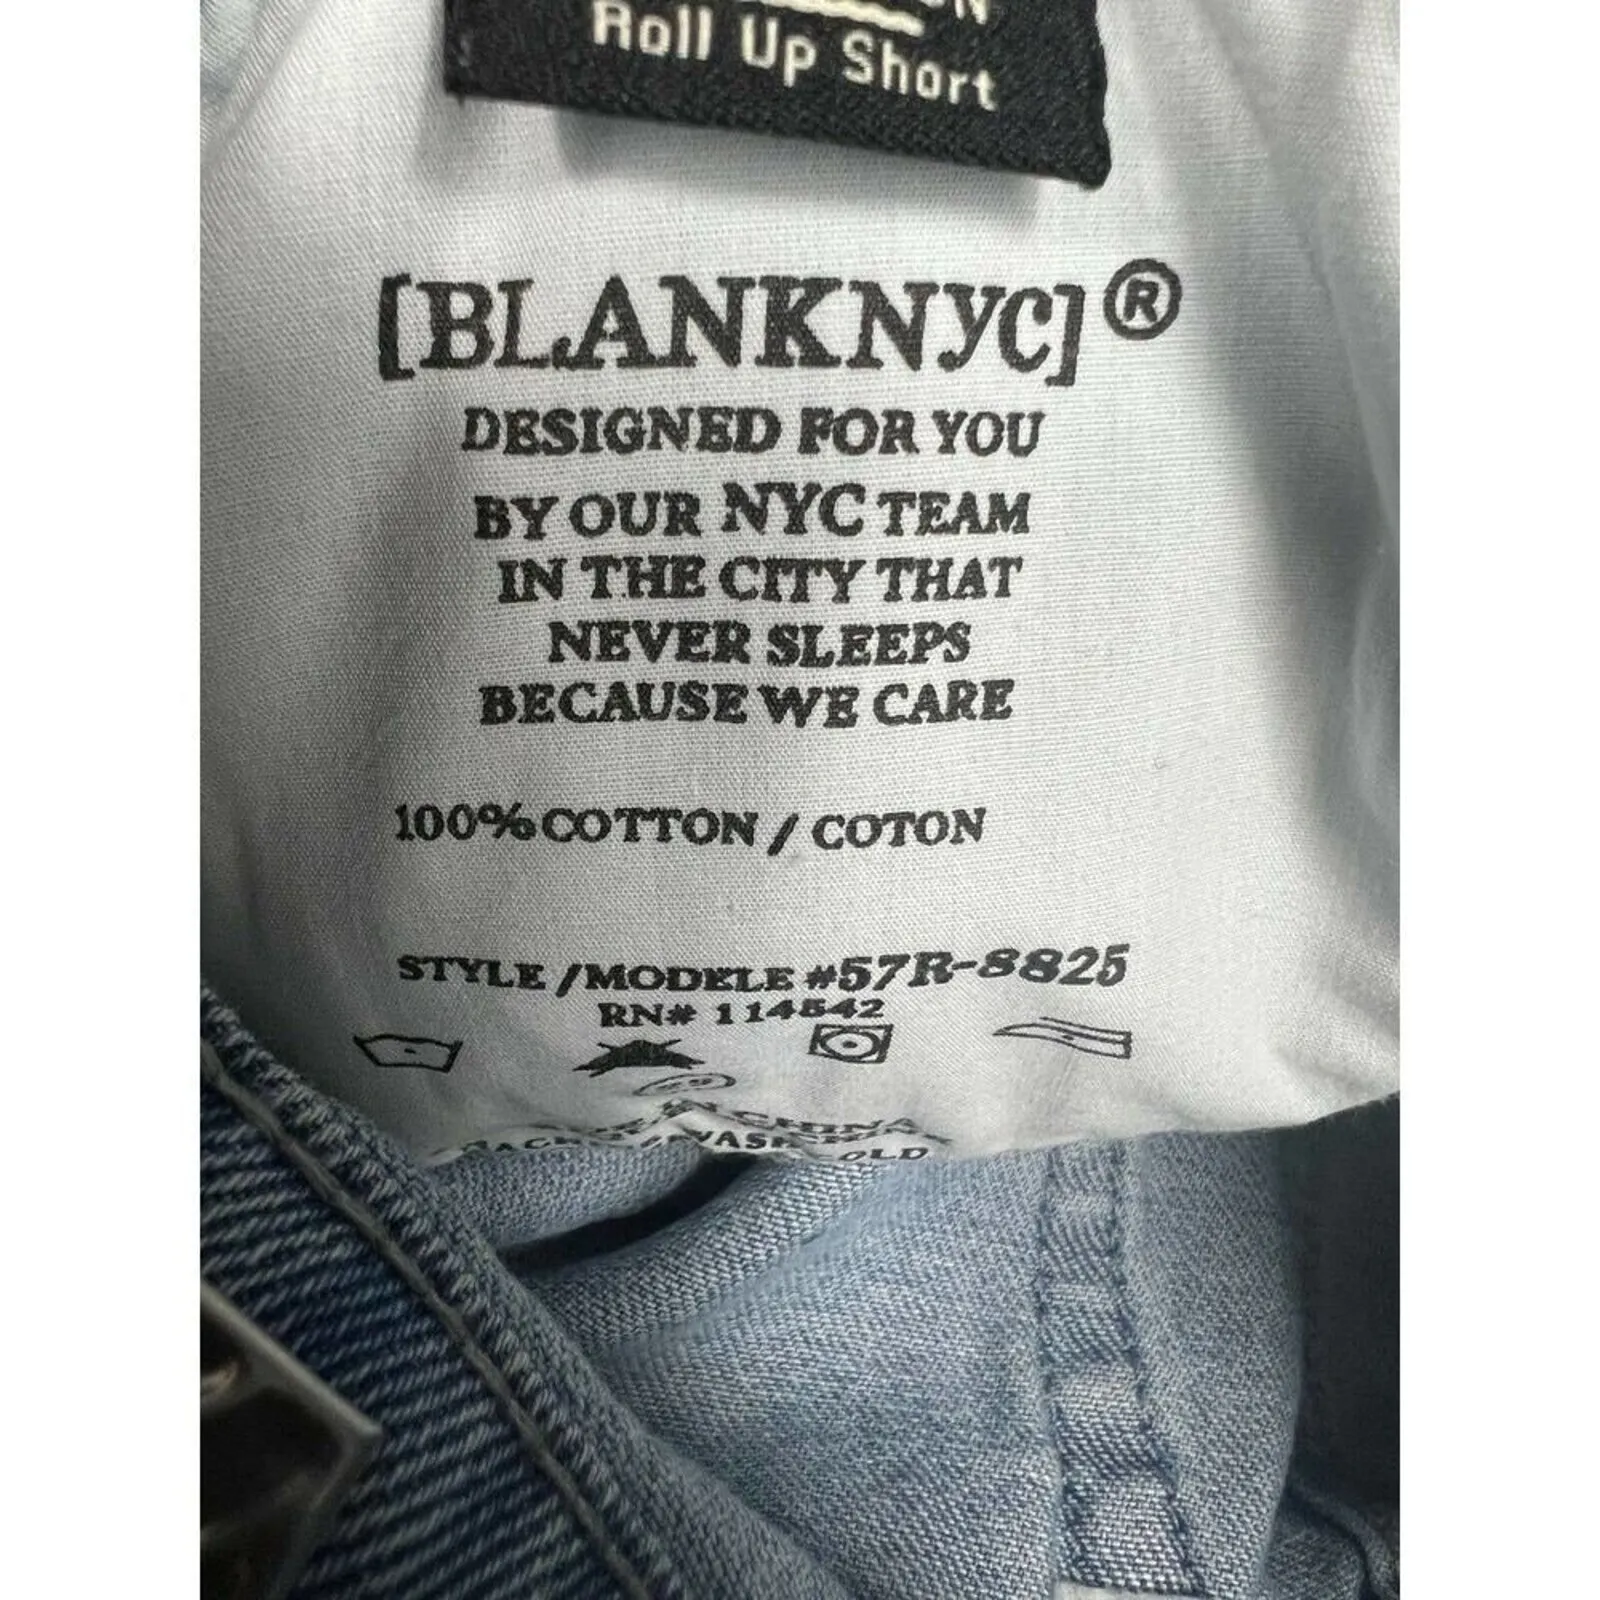 Roll Up Short
[BLANKNYC]®
DESIGNED FOR YOU
BY OUR NYC TEAM
IN THE CITY THAT
NEVER SLEEPS
BECAUSE WE CARE
100% COTTON / COTON
STYLE / MODELE #57R-8825
RN# 114542
CHINA